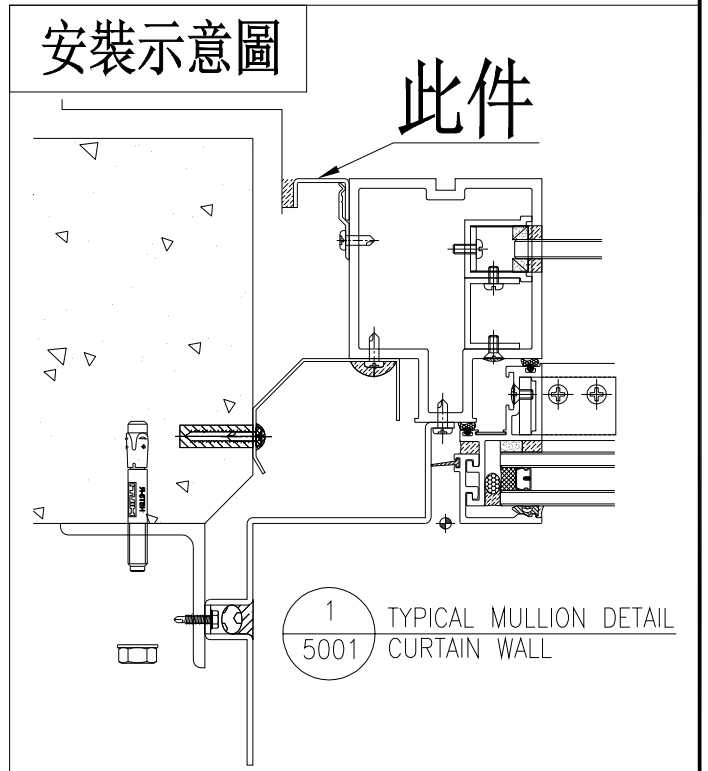 安裝示意圖
此件
1
5001
TYPICAL MULLION DETAIL
CURTAIN WALL